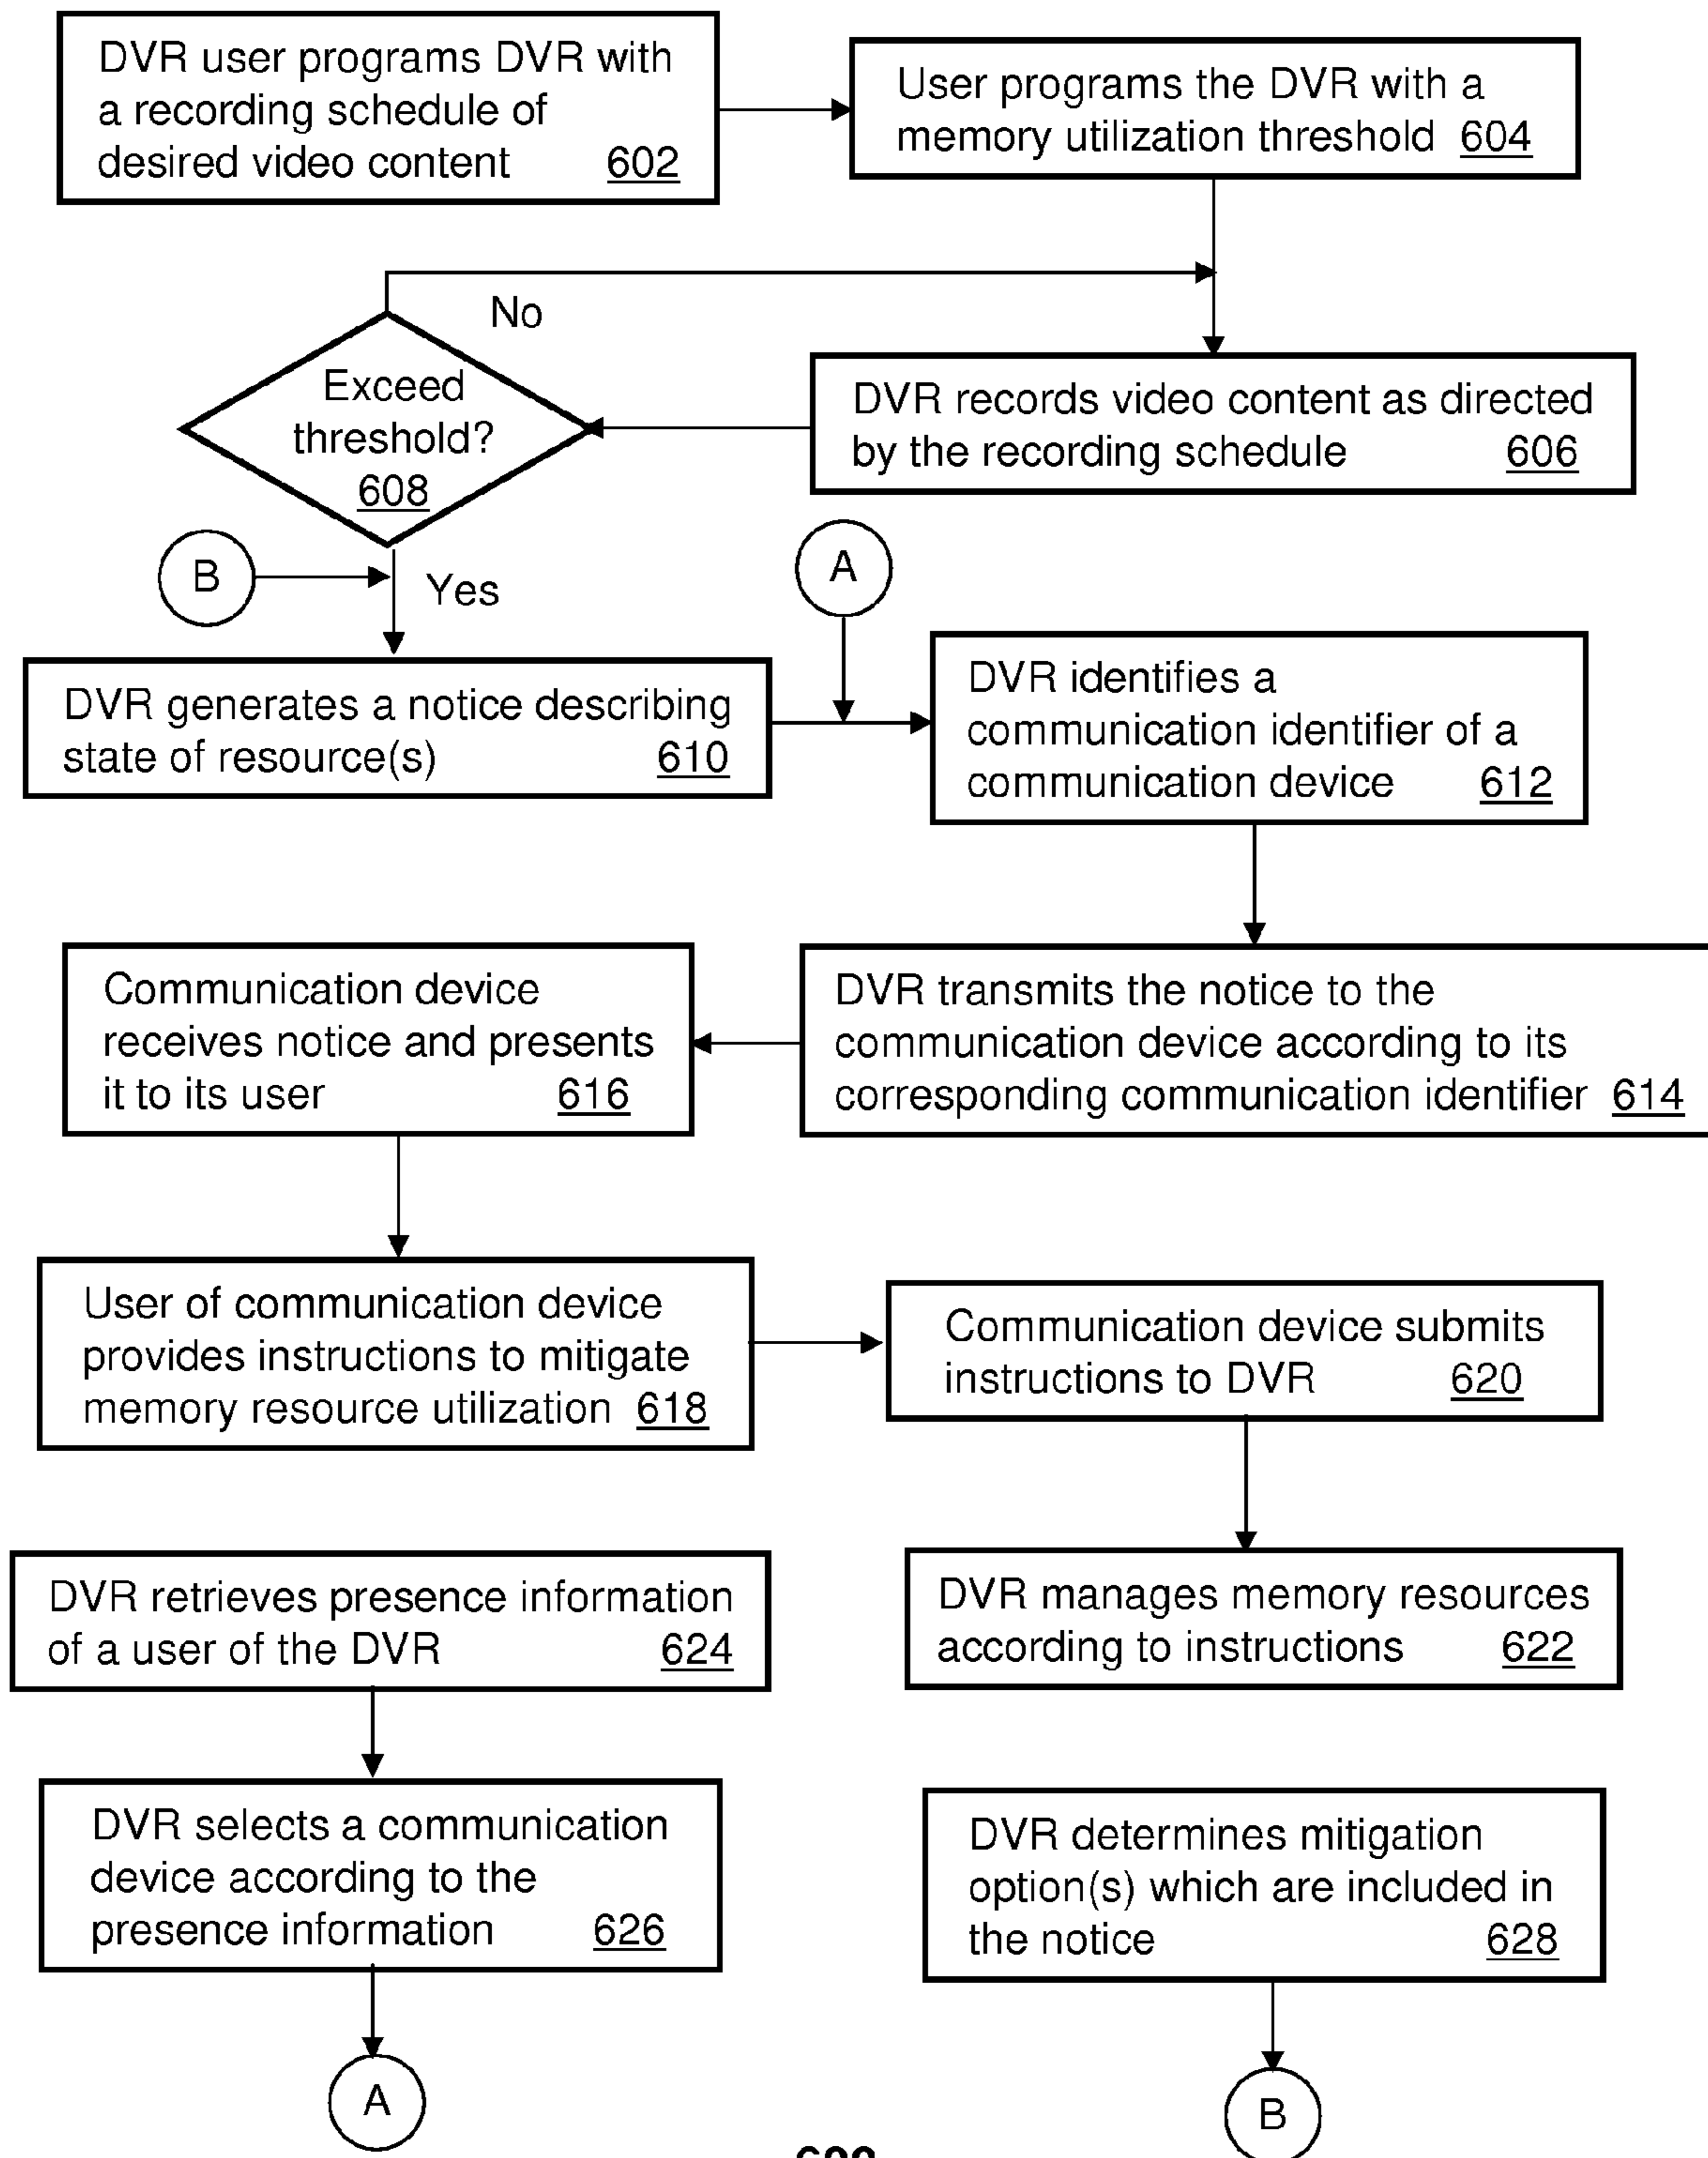 DVR user programs DVR with
a recording schedule of
desired video content 602
User programs the DVR with a
memory utilization threshold 604
No
Exceed
threshold?
608
DVR records video content as directed
by the recording schedule 606
B
Yes
A
DVR generates a notice describing
state of resource(s) 610
DVR identifies a
communication identifier of a
communication device 612
Communication device
receives notice and presents
it to its user 616
DVR transmits the notice to the
communication device according to its
corresponding communication identifier 614
User of communication device
provides instructions to mitigate
memory resource utilization 618
Communication device submits
instructions to DVR 620
DVR retrieves presence information
of a user of the DVR 624
DVR manages memory resources
according to instructions 622
DVR selects a communication
device according to the
presence information 626
DVR determines mitigation
option(s) which are included in
the notice 628
A
B